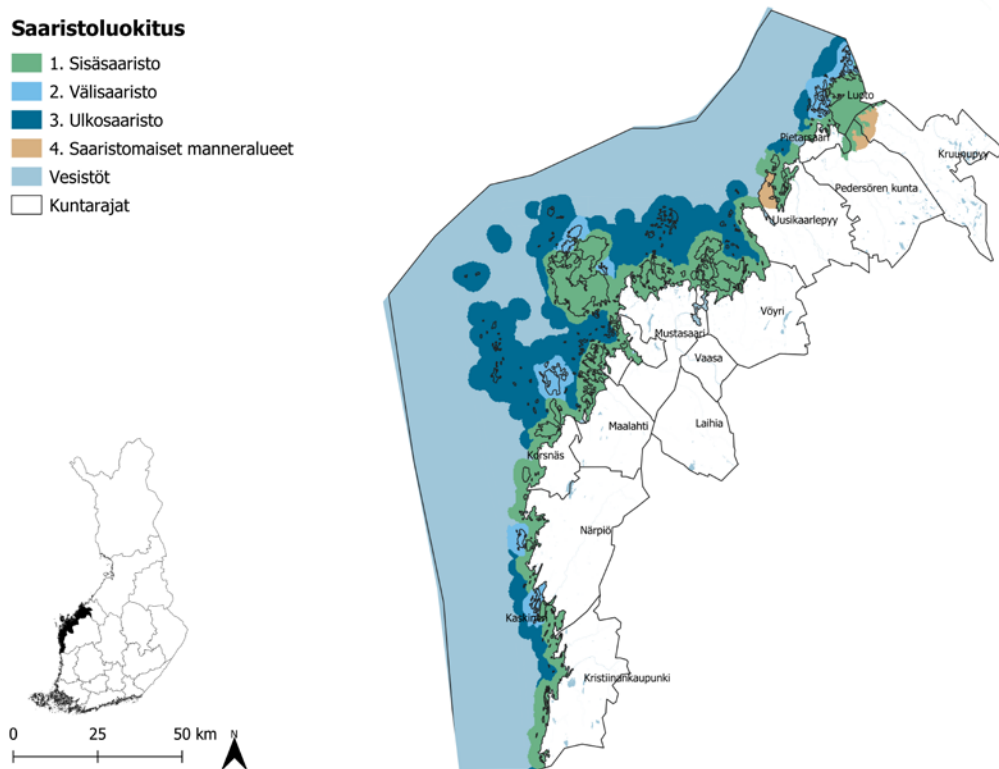 Saaristoluokitus
1. Sisäsaaristo
2. Välisaaristo
3. Ulkosaaristo
4. Saaristomaiset manneralueet
Vesistöt
Kuntarajat
Luoto
Pietarsaari
Kruunupyy
Pedersören kunta
Uusikaarlepyy
Vöyri
Mustasaari
Vaasa
Laihia
Maalahti
Korsnäs
Närpiö
Kaskinen
Kristiinankaupunki
0 25 50 km
N